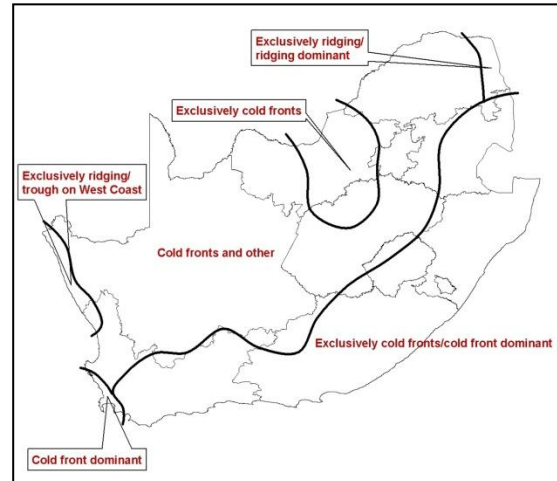 Exclusively ridging/
ridging dominant
Exclusively cold fronts
Exclusively ridging/
trough on West Coast
Cold fronts and other
Exclusively cold fronts/cold front dominant
Cold front dominant